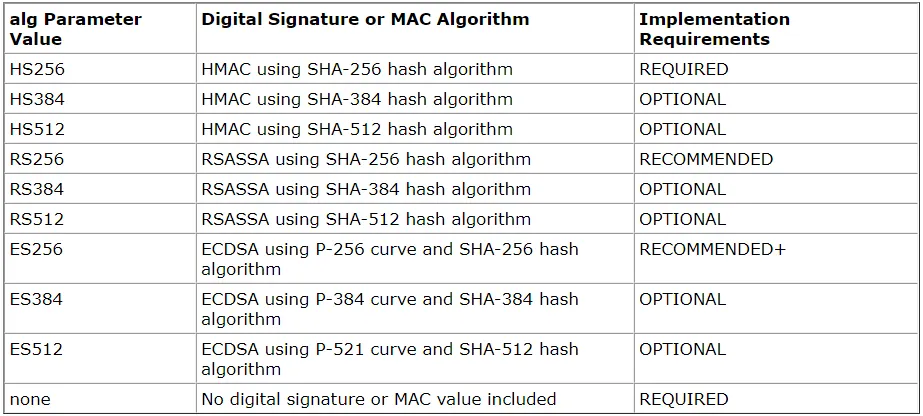 alg Parameter Value Digital Signature or MAC Algorithm Implementation Requirements
HS256 HMAC using SHA-256 hash algorithm REQUIRED
HS384 HMAC using SHA-384 hash algorithm OPTIONAL
HS512 HMAC using SHA-512 hash algorithm OPTIONAL
RS256 RSASSA using SHA-256 hash algorithm RECOMMENDED
RS384 RSASSA using SHA-384 hash algorithm OPTIONAL
RS512 RSASSA using SHA-512 hash algorithm OPTIONAL
ES256 ECDSA using P-256 curve and SHA-256 hash algorithm RECOMMENDED+
ES384 ECDSA using P-384 curve and SHA-384 hash algorithm OPTIONAL
ES512 ECDSA using P-521 curve and SHA-512 hash algorithm OPTIONAL
none No digital signature or MAC value included REQUIRED